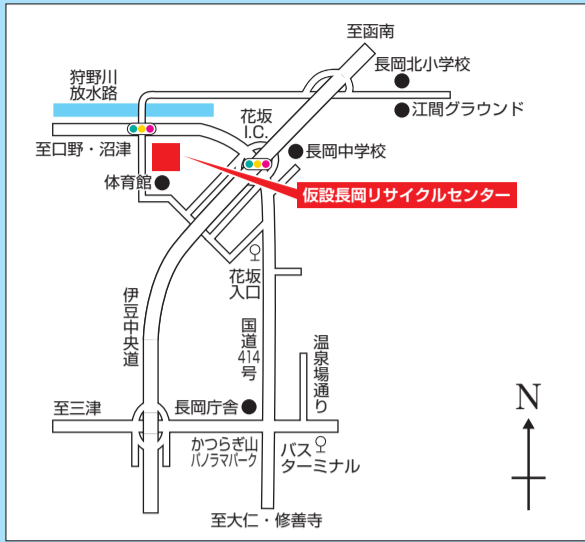 至函南
長岡北小学校
狩野川
放水路
江間グラウンド
花坂
I.C.
至口野・沼津
長岡中学校
体育館
仮設長岡リサイクルセンター
花坂
入口
伊豆中央道
国道414号
温泉場通り
N
至三津
長岡庁舎
かつらぎ山
パノラマパーク
バス
ターミナル
至大仁・修善寺